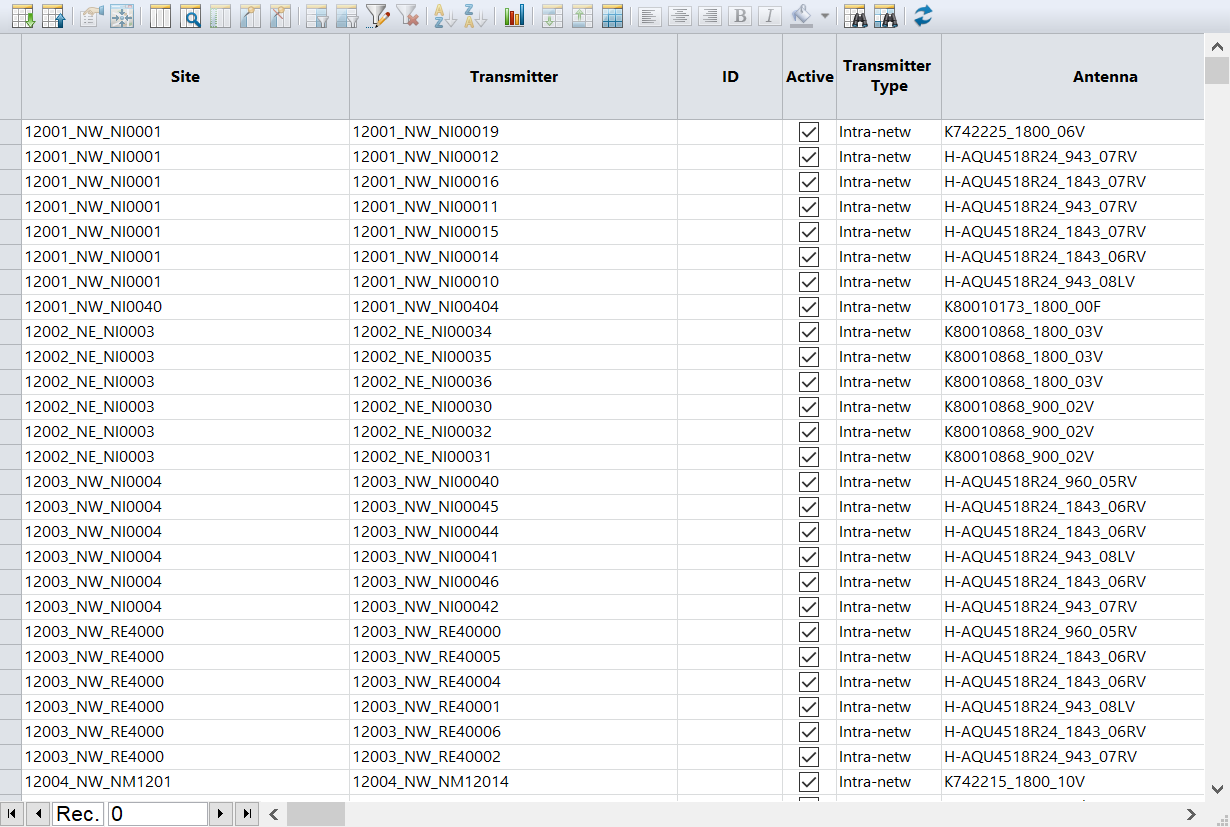 Site Transmitter ID Active Transmitter Type Antenna
12001_NW_NI0001 12001_NW_NI00019 Intra-netw K742225_1800_06V
12001_NW_NI0001 12001_NW_NI00012 Intra-netw H-AQU4518R24_943_07RV
12001_NW_NI0001 12001_NW_NI00016 Intra-netw H-AQU4518R24_1843_07RV
12001_NW_NI0001 12001_NW_NI00011 Intra-netw H-AQU4518R24_943_07RV
12001_NW_NI0001 12001_NW_NI00015 Intra-netw H-AQU4518R24_1843_07RV
12001_NW_NI0001 12001_NW_NI00014 Intra-netw H-AQU4518R24_1843_06RV
12001_NW_NI0001 12001_NW_NI00010 Intra-netw H-AQU4518R24_943_08LV
12001_NW_NI0040 12001_NW_NI00404 Intra-netw K80010173_1800_00F
12002_NE_NI0003 12002_NE_NI00034 Intra-netw K80010868_1800_03V
12002_NE_NI0003 12002_NE_NI00035 Intra-netw K80010868_1800_03V
12002_NE_NI0003 12002_NE_NI00036 Intra-netw K80010868_1800_03V
12002_NE_NI0003 12002_NE_NI00030 Intra-netw K80010868_900_02V
12002_NE_NI0003 12002_NE_NI00032 Intra-netw K80010868_900_02V
12002_NE_NI0003 12002_NE_NI00031 Intra-netw K80010868_900_02V
12003_NW_NI0004 12003_NW_NI00040 Intra-netw H-AQU4518R24_960_05RV
12003_NW_NI0004 12003_NW_NI00045 Intra-netw H-AQU4518R24_1843_06RV
12003_NW_NI0004 12003_NW_NI00044 Intra-netw H-AQU4518R24_1843_06RV
12003_NW_NI0004 12003_NW_NI00041 Intra-netw H-AQU4518R24_943_08LV
12003_NW_NI0004 12003_NW_NI00046 Intra-netw H-AQU4518R24_1843_06RV
12003_NW_NI0004 12003_NW_NI00042 Intra-netw H-AQU4518R24_943_07RV
12003_NW_RE4000 12003_NW_RE40000 Intra-netw H-AQU4518R24_960_05RV
12003_NW_RE4000 12003_NW_RE40005 Intra-netw H-AQU4518R24_1843_06RV
12003_NW_RE4000 12003_NW_RE40004 Intra-netw H-AQU4518R24_1843_06RV
12003_NW_RE4000 12003_NW_RE40001 Intra-netw H-AQU4518R24_943_08LV
12003_NW_RE4000 12003_NW_RE40006 Intra-netw H-AQU4518R24_1843_06RV
12003_NW_RE4000 12003_NW_RE40002 Intra-netw H-AQU4518R24_943_07RV
12004_NW_NM1201 12004_NW_NM12014 Intra-netw K742215_1800_10V
Rec. 0